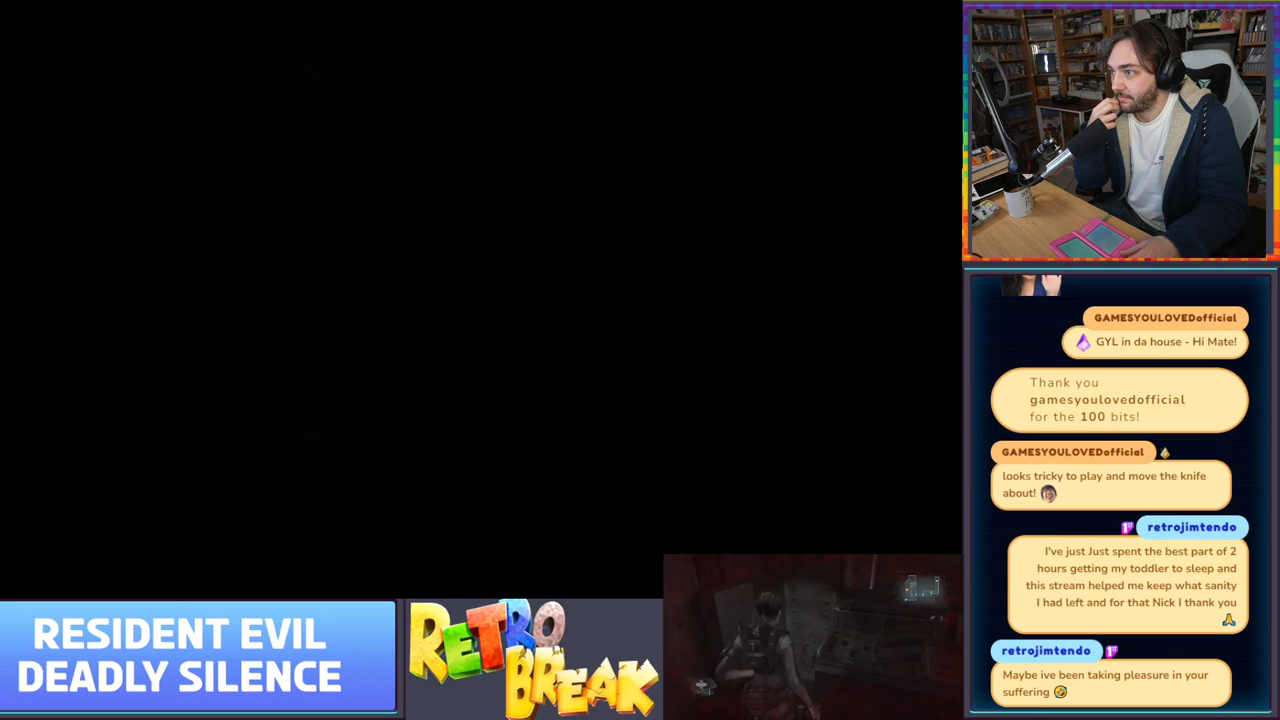 GAMESYOULOVEDofficial
GYL in da house - Hi Mate!
Thank you
gamesyoulovedofficial
for the 100 bits!
GAMESYOULOVEDofficial
looks tricky to play and move the knife
about!
retrojimtendo
I've just Just spent the best part of 2
hours getting my toddler to sleep and
this stream helped me keep what sanity
I had left and for that Nick I thank you
retrojimtendo
Maybe ive been taking pleasure in your
suffering
RESIDENT EVIL
DEADLY SILENCE
RETRO
BREAK